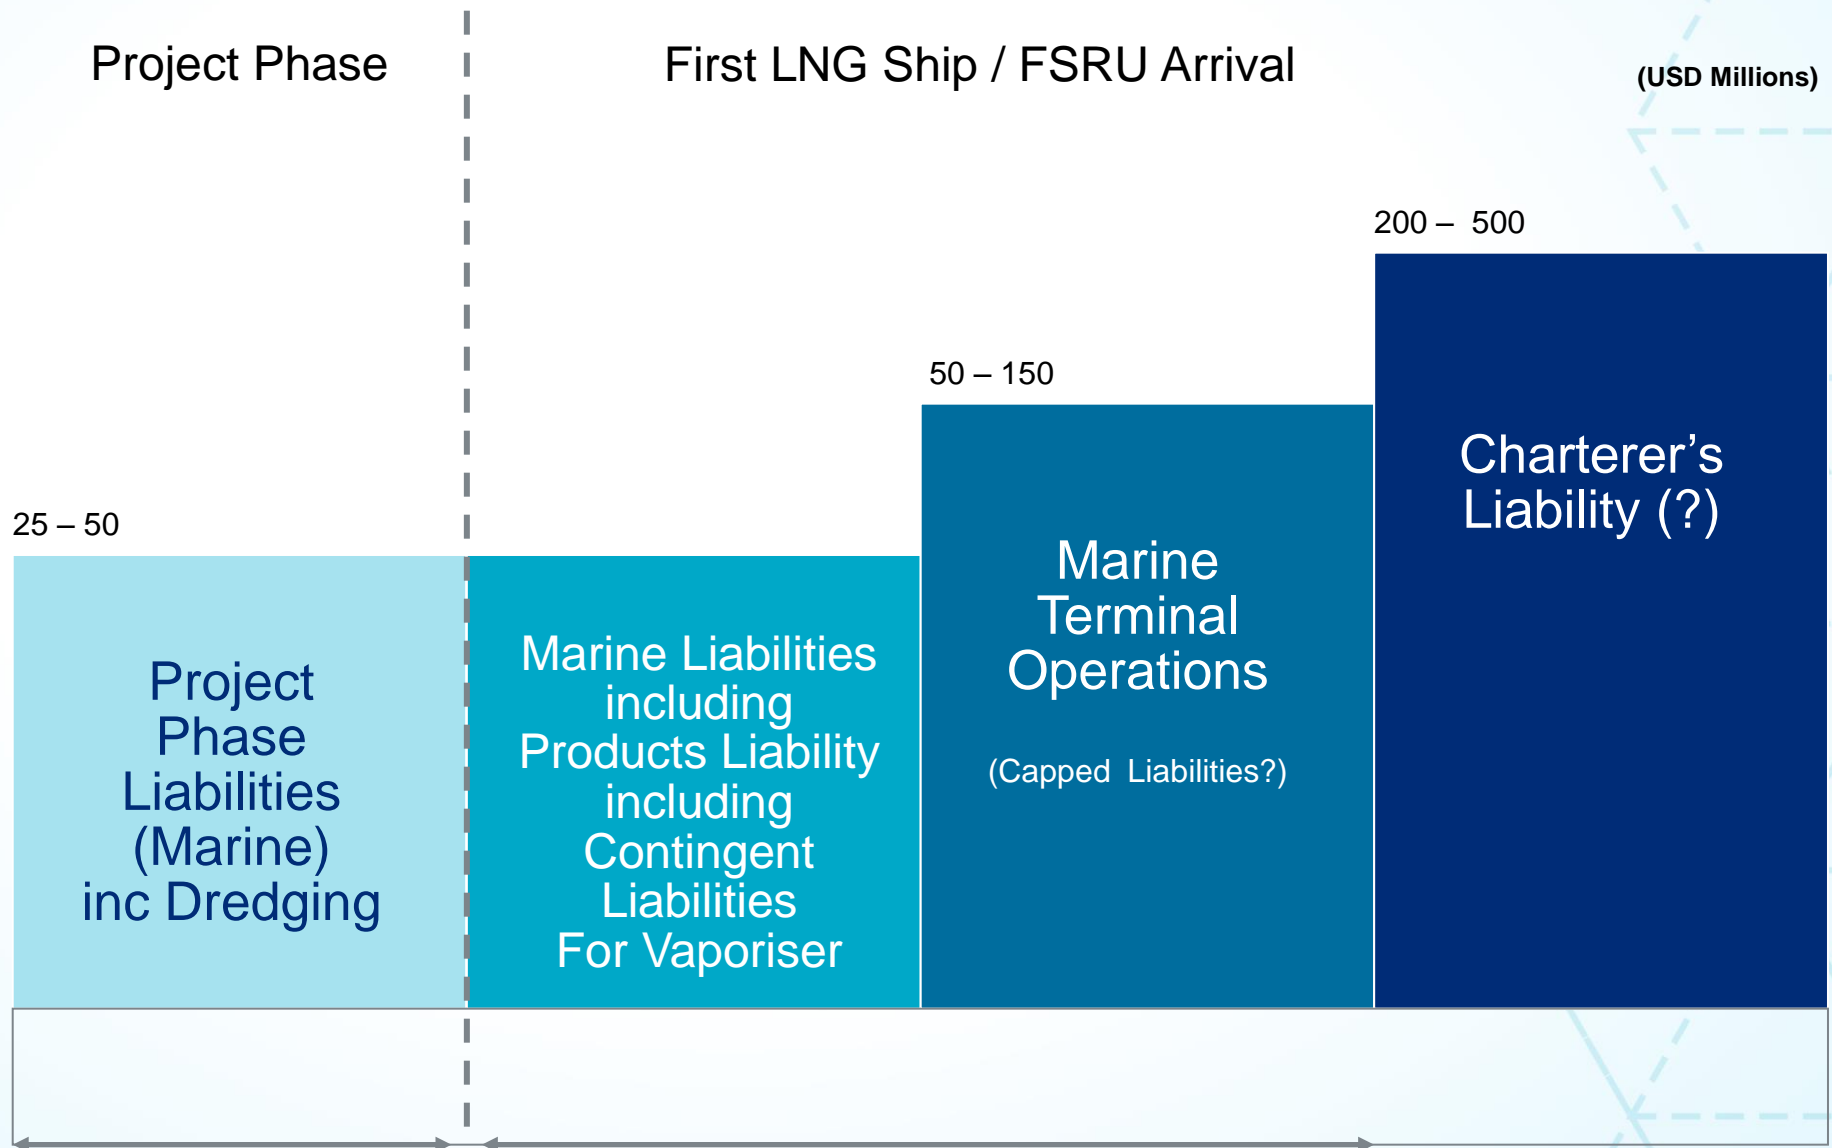 Project Phase
First LNG Ship / FSRU Arrival
(USD Millions)
200 – 500
50 – 150
25 – 50
Project
Phase
Liabilities
(Marine)
inc Dredging
Marine Liabilities
including
Products Liability
including
Contingent
Liabilities
For Vaporiser
Marine
Terminal
Operations
(Capped Liabilities?)
Charterer’s
Liability (?)